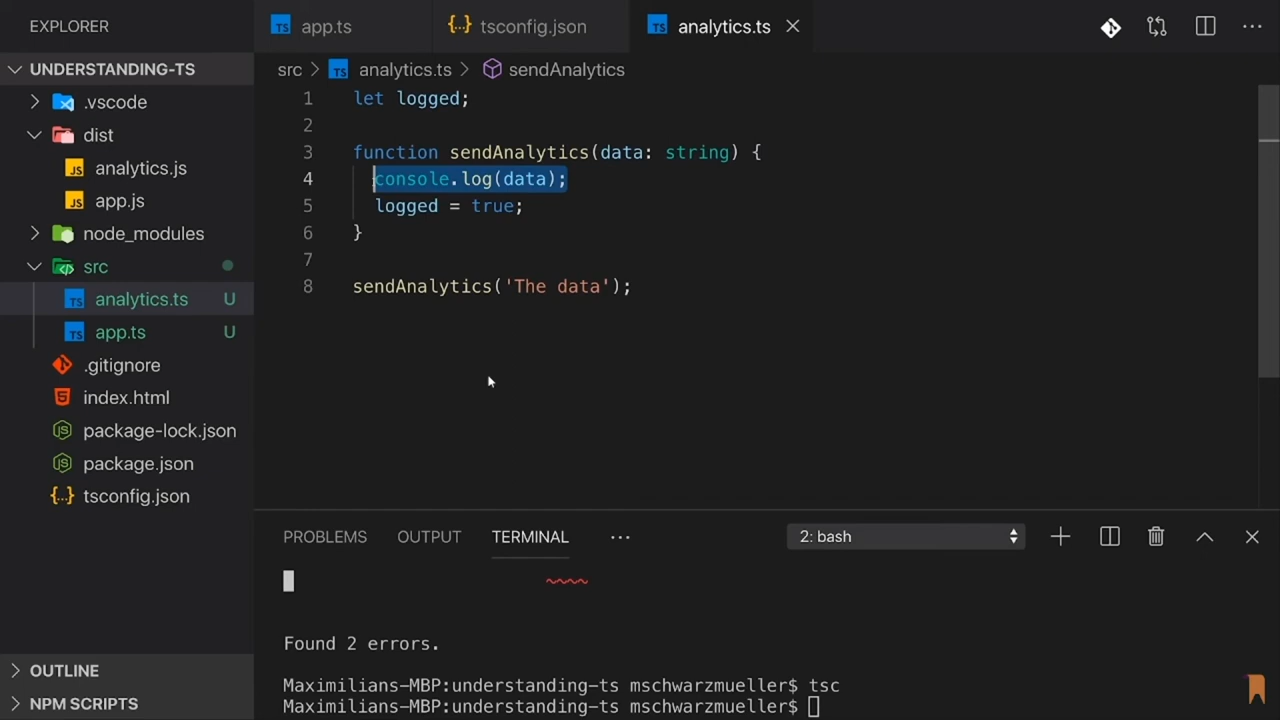 EXPLORER
app.ts
tsconfig.json
analytics.ts
UNDERSTANDING-TS
src > analytics.ts > sendAnalytics
.vscode
dist
analytics.js
app.js
node_modules
src
analytics.ts U
app.ts U
.gitignore
index.html
package-lock.json
package.json
tsconfig.json
OUTLINE
NPM SCRIPTS
1 let logged;
2
3 function sendAnalytics(data: string) {
4 console.log(data);
5 logged = true;
6 }
7
8 sendAnalytics('The data');
PROBLEMS OUTPUT TERMINAL ... 2: bash
Found 2 errors.
Maximilians-MBP:understanding-ts mschwarzmueller$ tsc
Maximilians-MBP:understanding-ts mschwarzmueller$